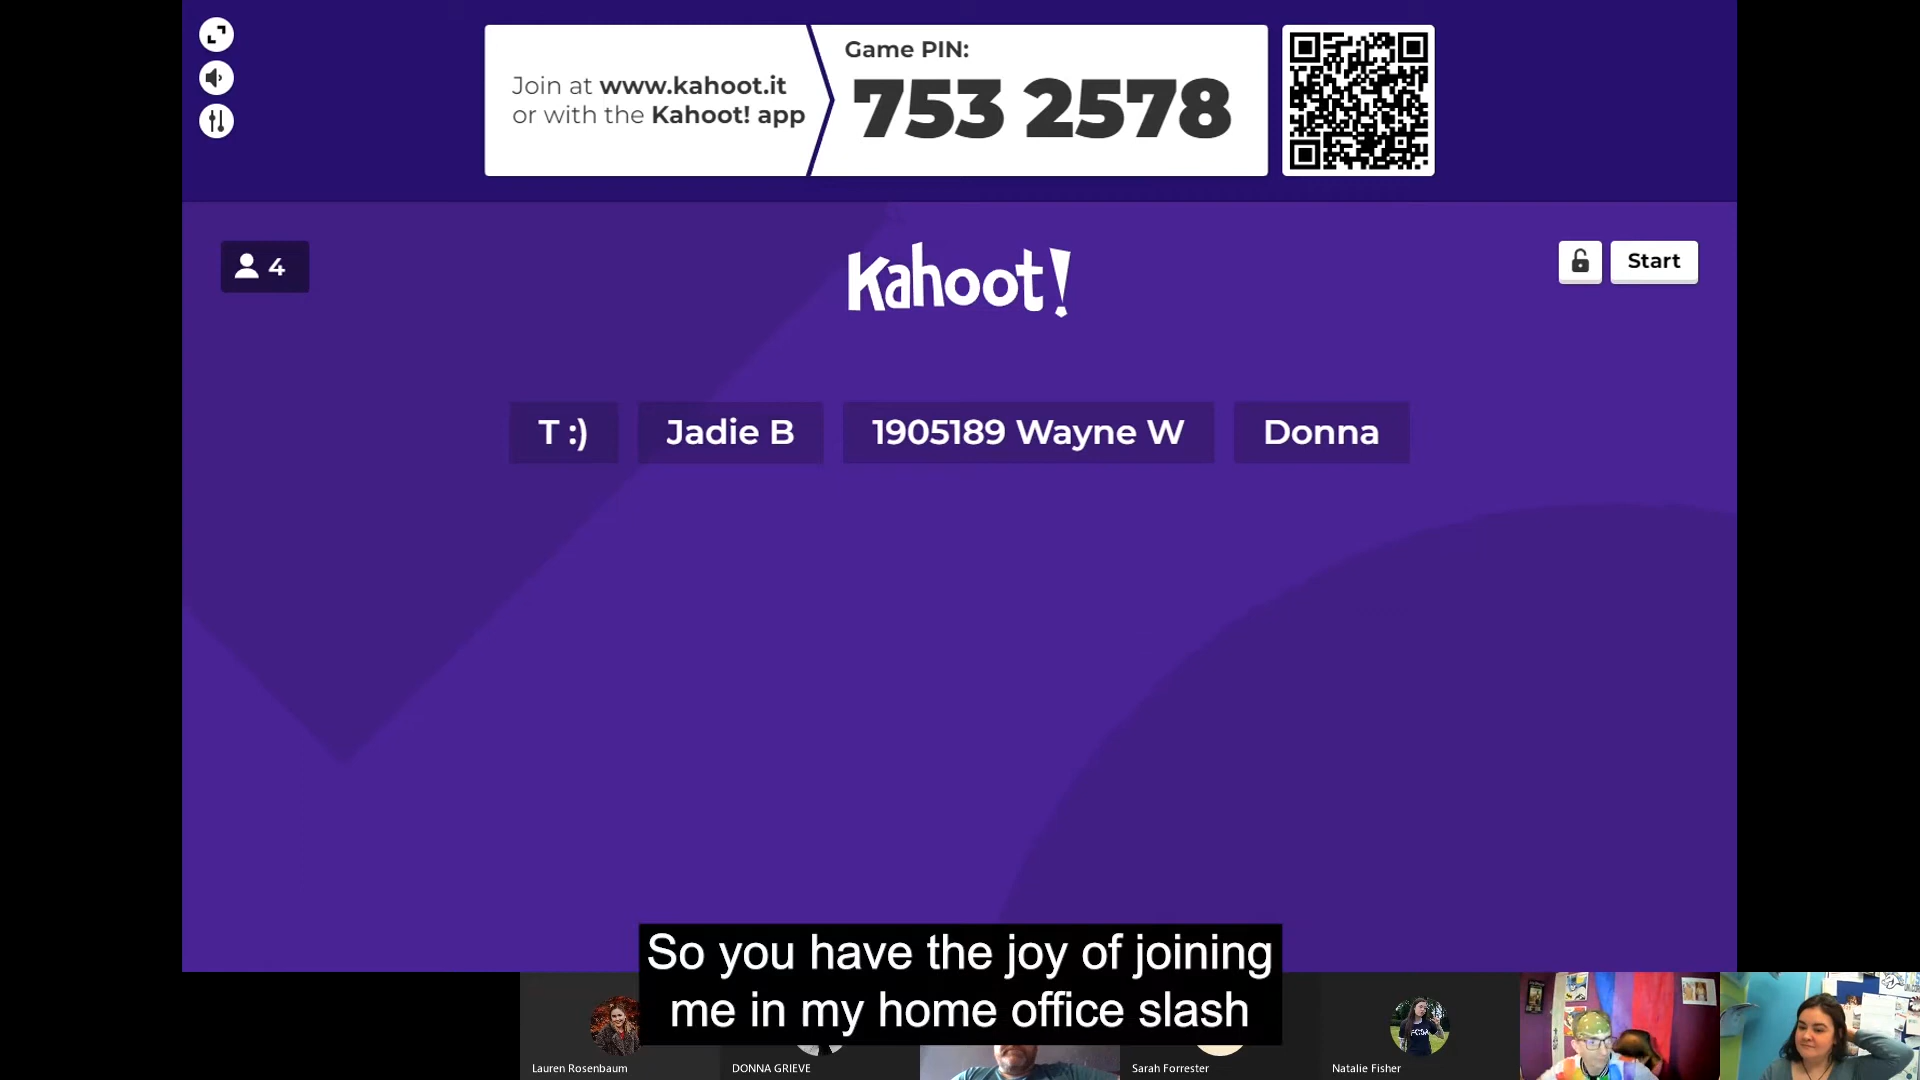 Join at www.kahoot.it
or with the Kahoot! app
Game PIN:
753 2578
4
Kahoot!
Start
T :)
Jadie B
1905189 Wayne W
Donna
So you have the joy of joining
me in my home office slash
Lauren Rosenbaum
DONNA GRIEVE
Sarah Forrester
Natalie Fisher